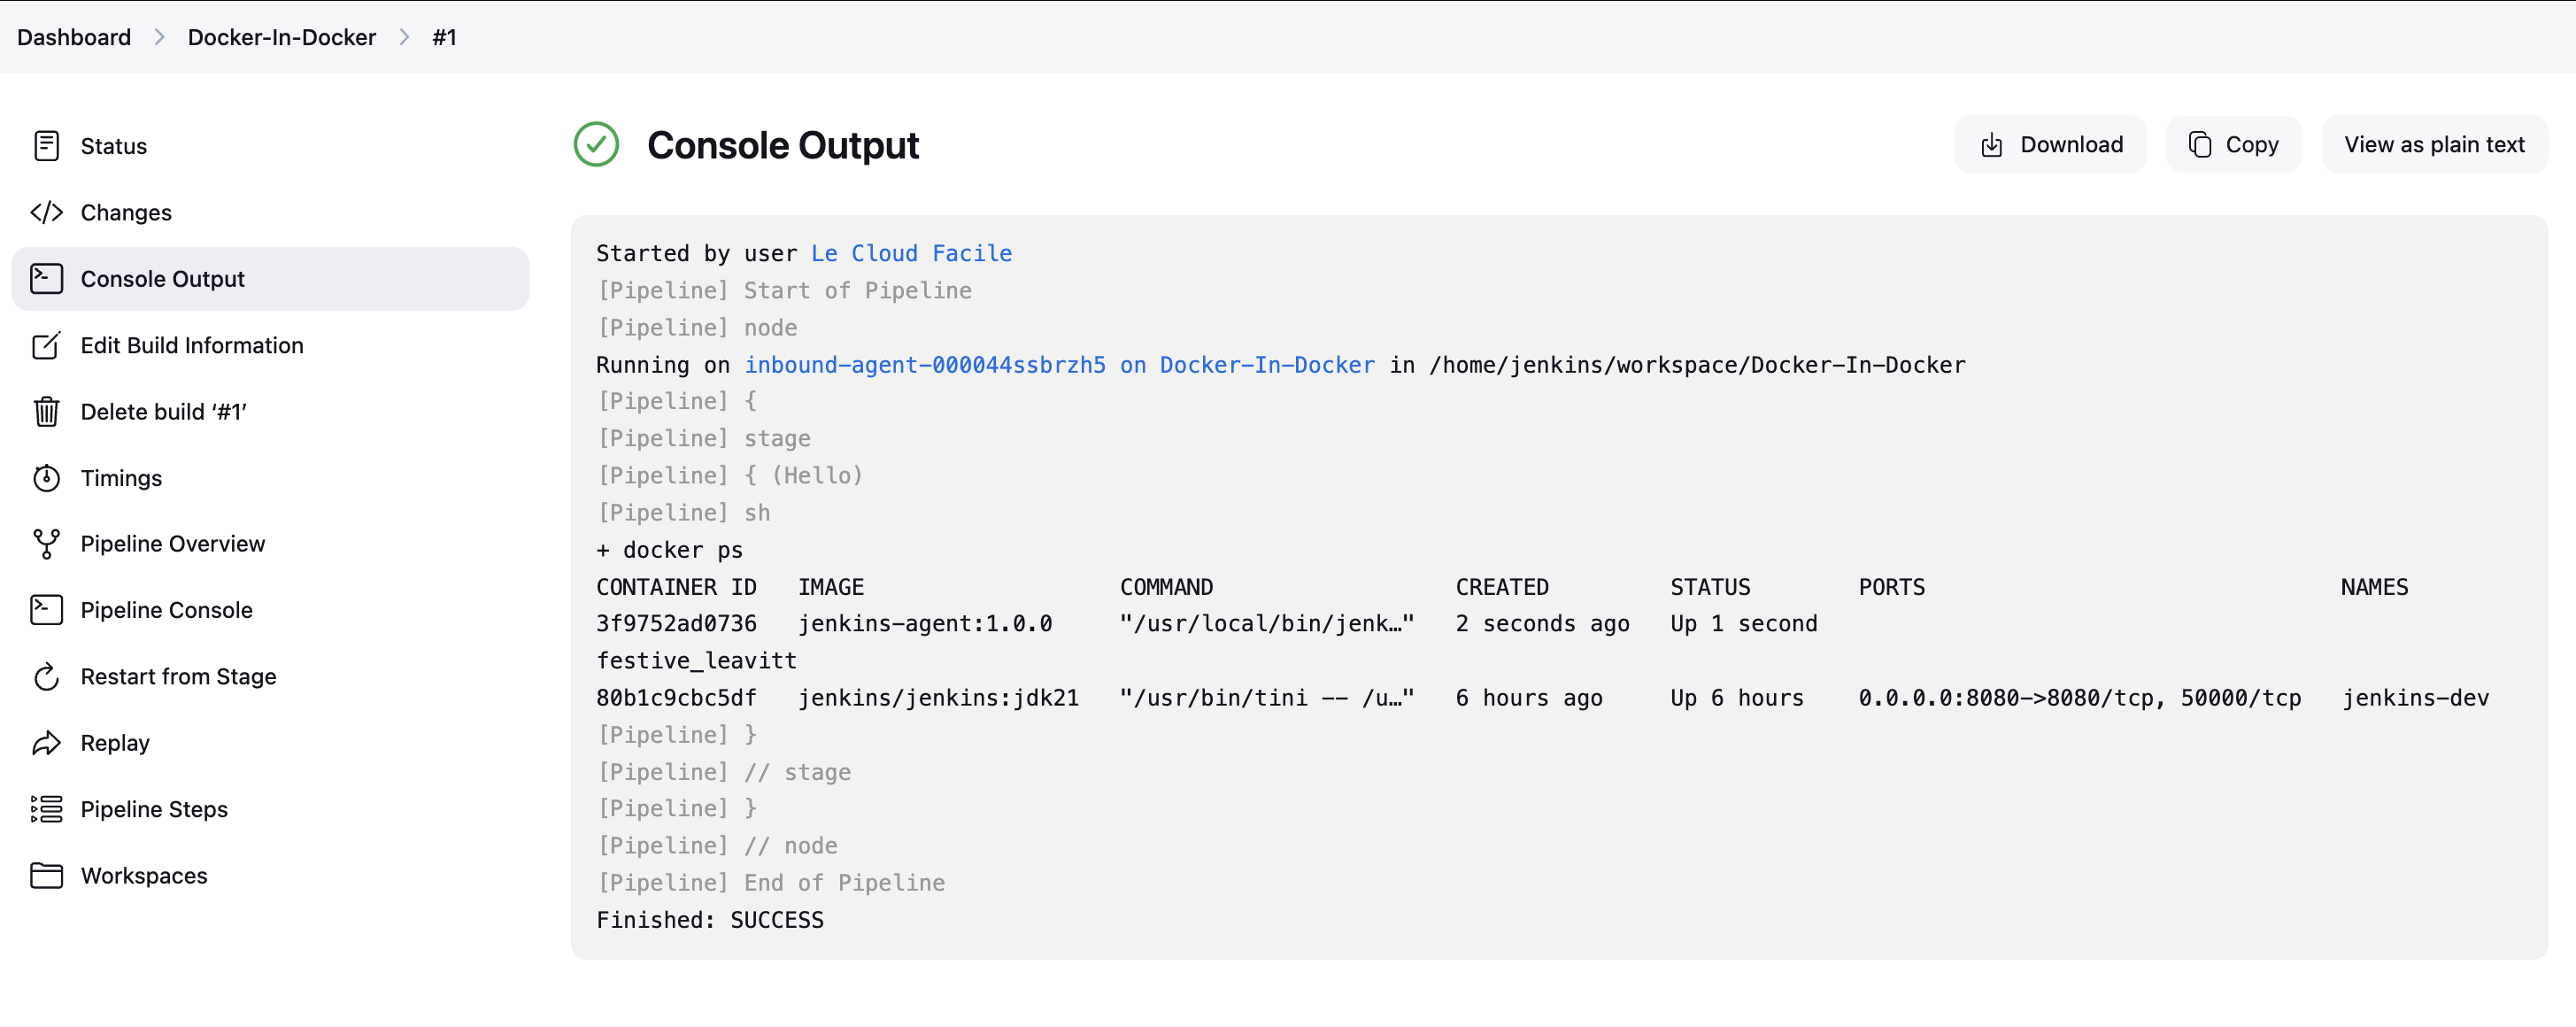 Dashboard > Docker-In-Docker > #1
Status
Changes
Console Output
Edit Build Information
Delete build ‘#1’
Timings
Pipeline Overview
Pipeline Console
Restart from Stage
Replay
Pipeline Steps
Workspaces
Console Output
Download
Copy
View as plain text
Started by user Le Cloud Facile
[Pipeline] Start of Pipeline
[Pipeline] node
Running on inbound-agent-000044ssbrzh5 on Docker-In-Docker in /home/jenkins/workspace/Docker-In-Docker
[Pipeline] {
[Pipeline] stage
[Pipeline] { (Hello)
[Pipeline] sh
+ docker ps
CONTAINER ID   IMAGE                   COMMAND                  CREATED         STATUS        PORTS                               NAMES
3f9752ad0736   jenkins-agent:1.0.0     "/usr/local/bin/jenk…"   2 seconds ago   Up 1 second
festive_leavitt
80b1c9cbc5df   jenkins/jenkins:jdk21   "/usr/bin/tini -- /u…"   6 hours ago     Up 6 hours    0.0.0.0:8080->8080/tcp, 50000/tcp   jenkins-dev
[Pipeline] }
[Pipeline] // stage
[Pipeline] }
[Pipeline] // node
[Pipeline] End of Pipeline
Finished: SUCCESS